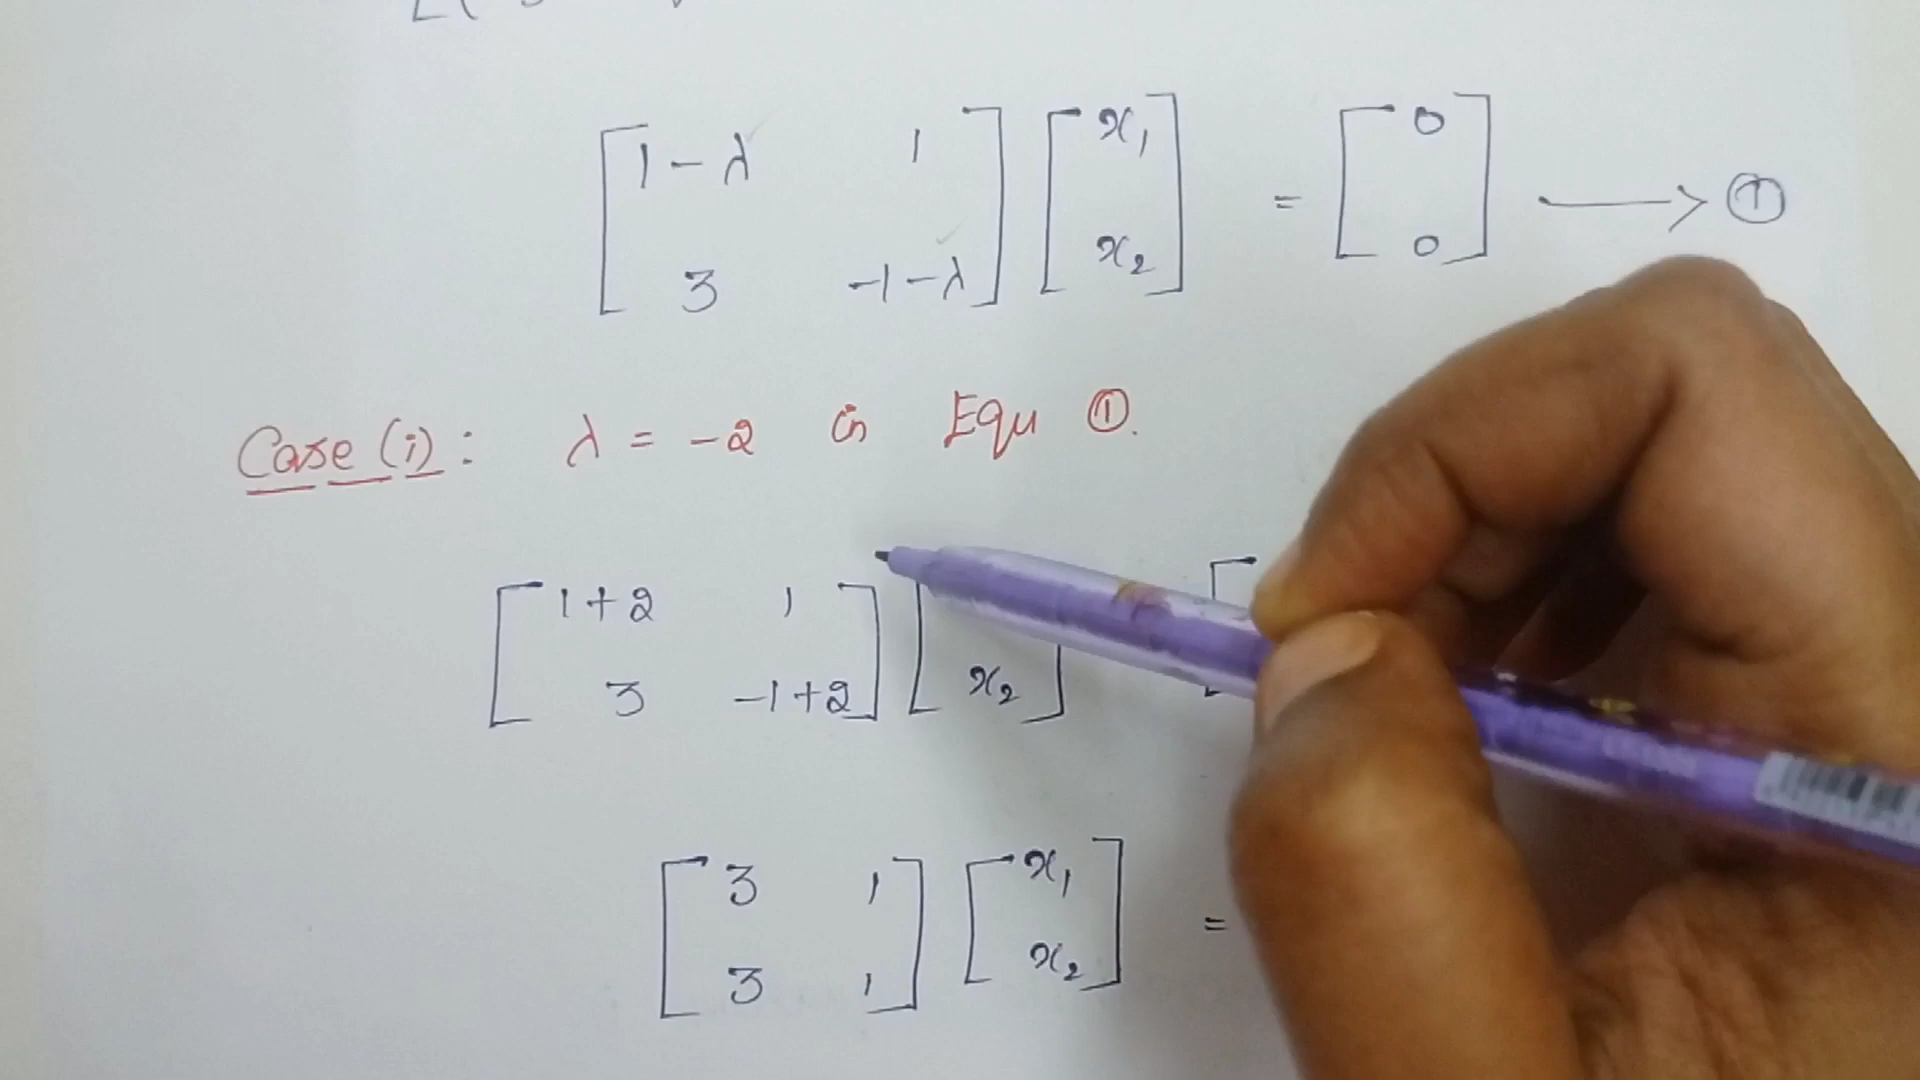 [1-λ 1 3 -1-λ] [x₁ x₂] = [0 0] → ①
Case (i): λ = -2 in Equ ①.
[1+2 1 3 -1+2] [x₂]
[3 1 3 1] [x₁ x₂] =